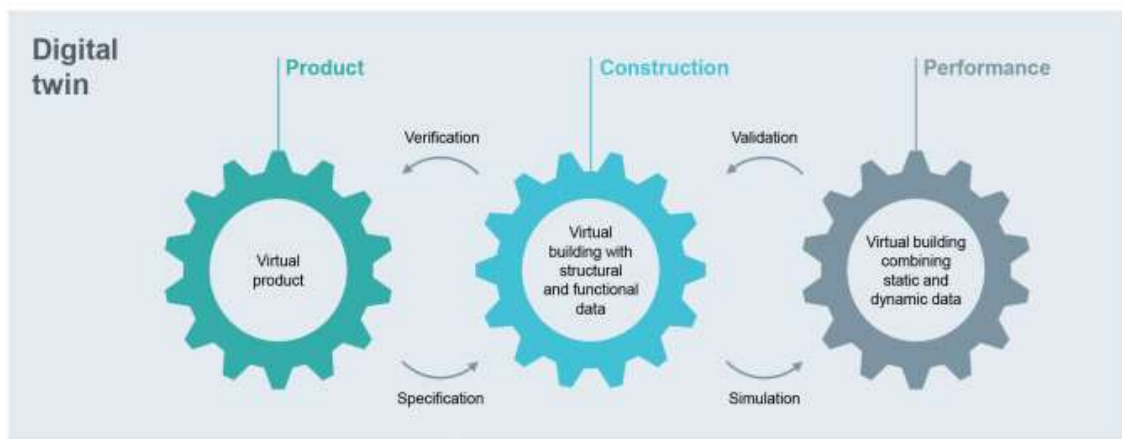 Digital
twin
Product
Construction
Performance
Verification
Validation
Virtual
product
Virtual
building with
structural
and functional
data
Virtual building
combining
static and
dynamic data
Specification
Simulation